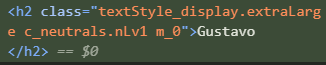 <h2 class="textStyle_display.extraLarg
e c_neutrals.nLv1 m_0">Gustavo
</h2> == $0